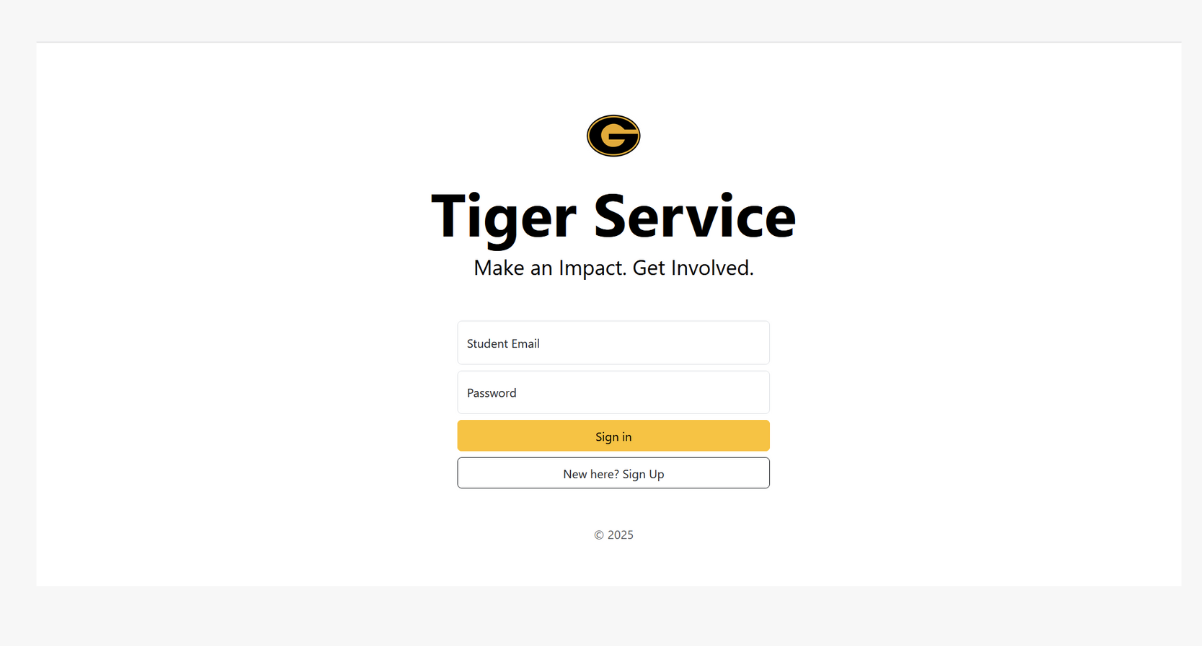 G
Tiger Service
Make an Impact. Get Involved.
Student Email
Password
Sign in
New here? Sign Up
© 2025